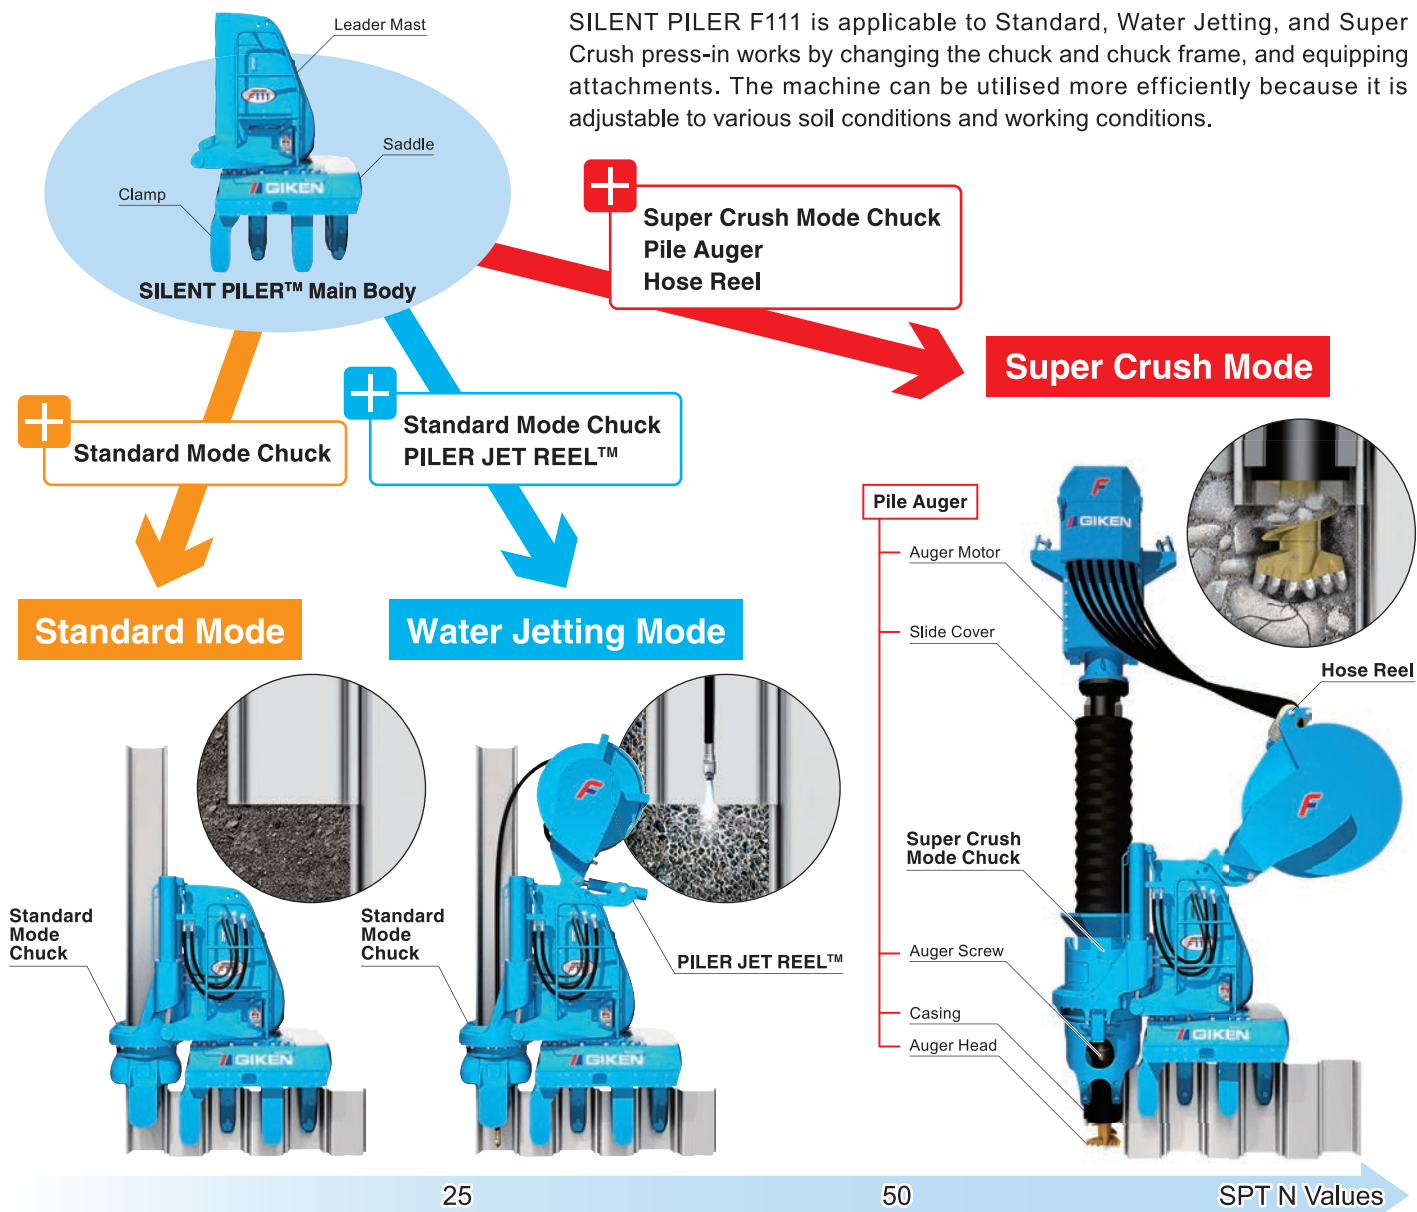 Leader Mast
SILENT PILER F111 is applicable to Standard, Water Jetting, and Super
Crush press-in works by changing the chuck and chuck frame, and equipping
attachments. The machine can be utilised more efficiently because it is
adjustable to various soil conditions and working conditions.
F111
Saddle
GIKEN
Clamp
SILENT PILER™ Main Body
Super Crush Mode Chuck
Pile Auger
Hose Reel
Super Crush Mode
Standard Mode Chuck
Standard Mode Chuck
PILER JET REEL™
Standard Mode
Water Jetting Mode
Pile Auger
F
GIKEN
Auger Motor
Slide Cover
Hose Reel
F
F
Super Crush
Mode Chuck
Standard
Mode
Chuck
Standard
Mode
Chuck
PILER JET REEL™
F111
Auger Screw
Casing
Auger Head
GIKEN
GIKEN
GIKEN
25
50
SPT N Values